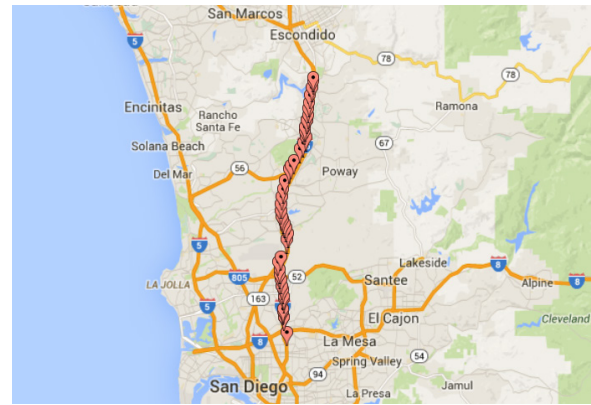 San Marcos
Escondido
5
78
78
Encinitas
Ramona
Rancho
Santa Fe
67
Solana Beach
56
Poway
Del Mar
5
Lakeside
8
LA JOLLA
805
52
Santee
Alpine
8
163
5
El Cajon
Cleveland
8
La Mesa
Spring Valley
54
San Diego
94
Jamul
La Presa